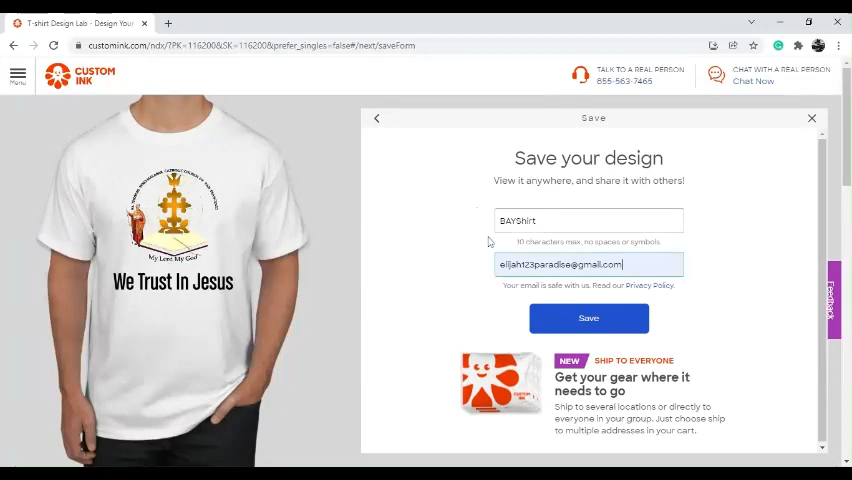 T-shirt Design Lab - Design Your
customink.com/ndx/?PK=116200&SK=116200&prefer_singles=false#/next/saveForm
Menu
CUSTOM
INK
TALK TO A REAL PERSON
855-563-7465
CHAT WITH A REAL PERSON
Chat Now
Save
Save your design
View it anywhere, and share it with others!
BAYShirt
10 characters max, no spaces or symbols.
elijah123paradise@gmail.com
Your email is safe with us. Read our Privacy Policy.
Save
NEW SHIP TO EVERYONE
Get your gear where it
needs to go
Ship to several locations or directly to
everyone in your group. Just choose ship
to multiple addresses in your cart.
CUSTOM
INK
Feedback
My Lord My God
We Trust In Jesus